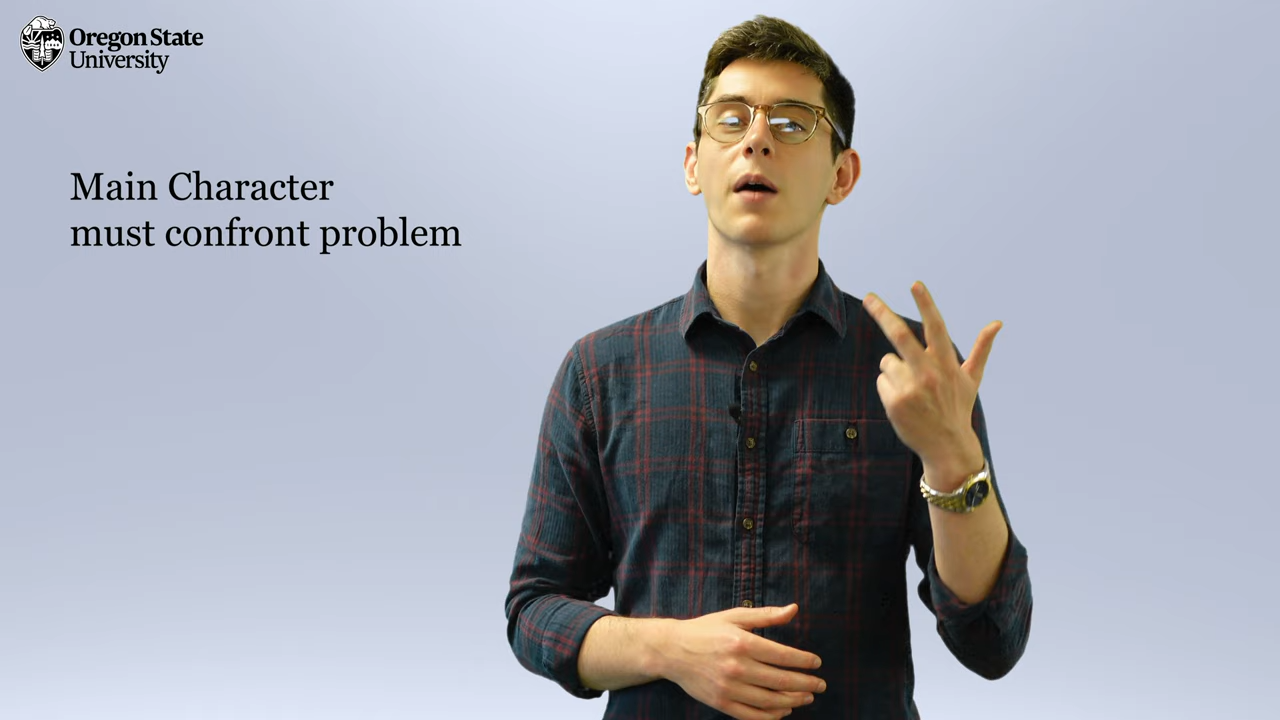 Oregon State
University
Main Character
must confront problem